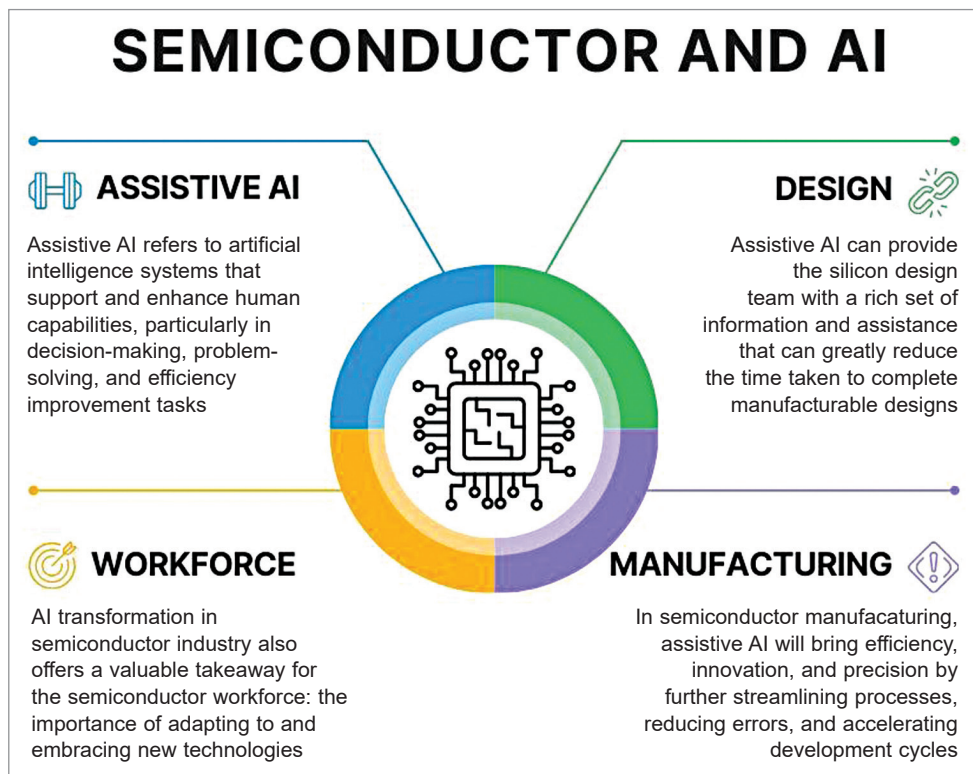 SEMICONDUCTOR AND AI
ASSISTIVE AI
Assistive AI refers to artificial
intelligence systems that
support and enhance human
capabilities, particularly in
decision-making, problem-
solving, and efficiency
improvement tasks
DESIGN
Assistive AI can provide
the silicon design
team with a rich set of
information and assistance
that can greatly reduce
the time taken to complete
manufacturable designs
WORKFORCE
AI transformation in
semiconductor industry also
offers a valuable takeaway for
the semiconductor workforce: the
importance of adapting to and
embracing new technologies
MANUFACTURING
In semiconductor manufacaturing,
assistive AI will bring efficiency,
innovation, and precision by
further streamlining processes,
reducing errors, and accelerating
development cycles